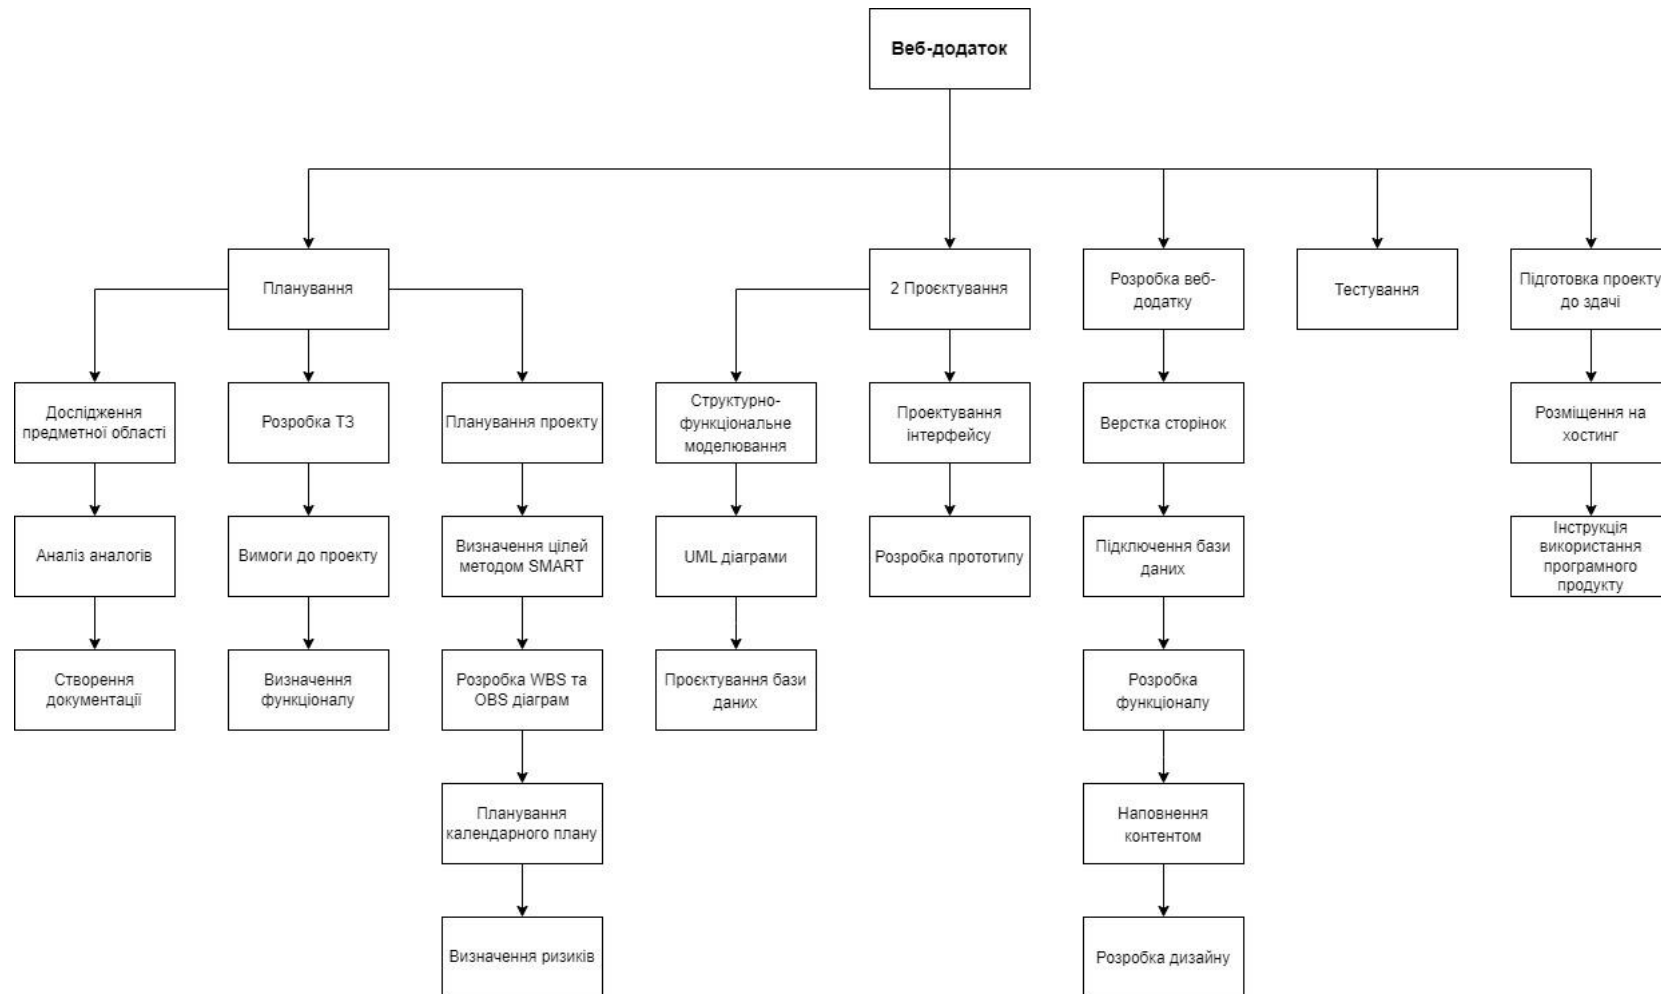 Веб-додаток
Планування
2 Проєктування
Розробка веб-
додатку
Тестування
Підготовка проекту
до здачі
Дослідження
предметної області
Розробка ТЗ
Планування проекту
Структурно-
функціональне
моделювання
Проектування
інтерфейсу
Верстка сторінок
Розміщення на
хостинг
Аналіз аналогів
Вимоги до проекту
Визначення цілей
методом SMART
UML діаграми
Розробка прототипу
Підключення бази
даних
Інструкція
використання
програмного
продукту
Створення
документації
Визначення
функціоналу
Розробка WBS та
OBS діаграм
Проєктування бази
даних
Розробка
функціоналу
Планування
календарного плану
Наповнення
контентом
Визначення ризиків
Розробка дизайну